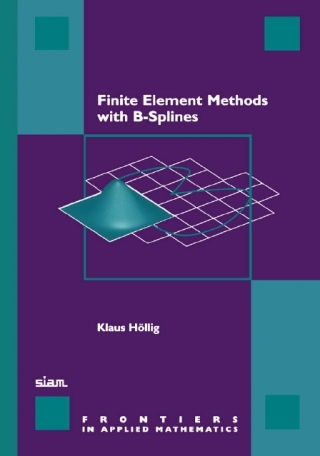 Finite Element Methods
with B-Splines
Klaus Höllig
siam
FRONTIERS
IN APPLIED MATHEMATICS